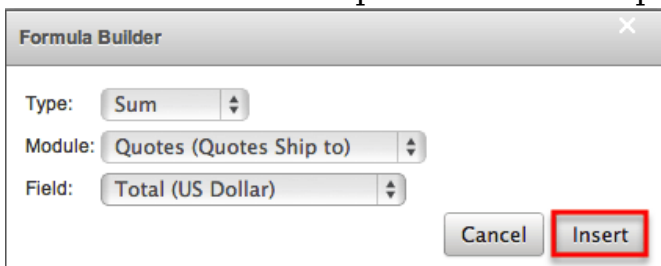 Formula Builder
Type: Sum
Module: Quotes (Quotes Ship to)
Field: Total (US Dollar)
Cancel Insert